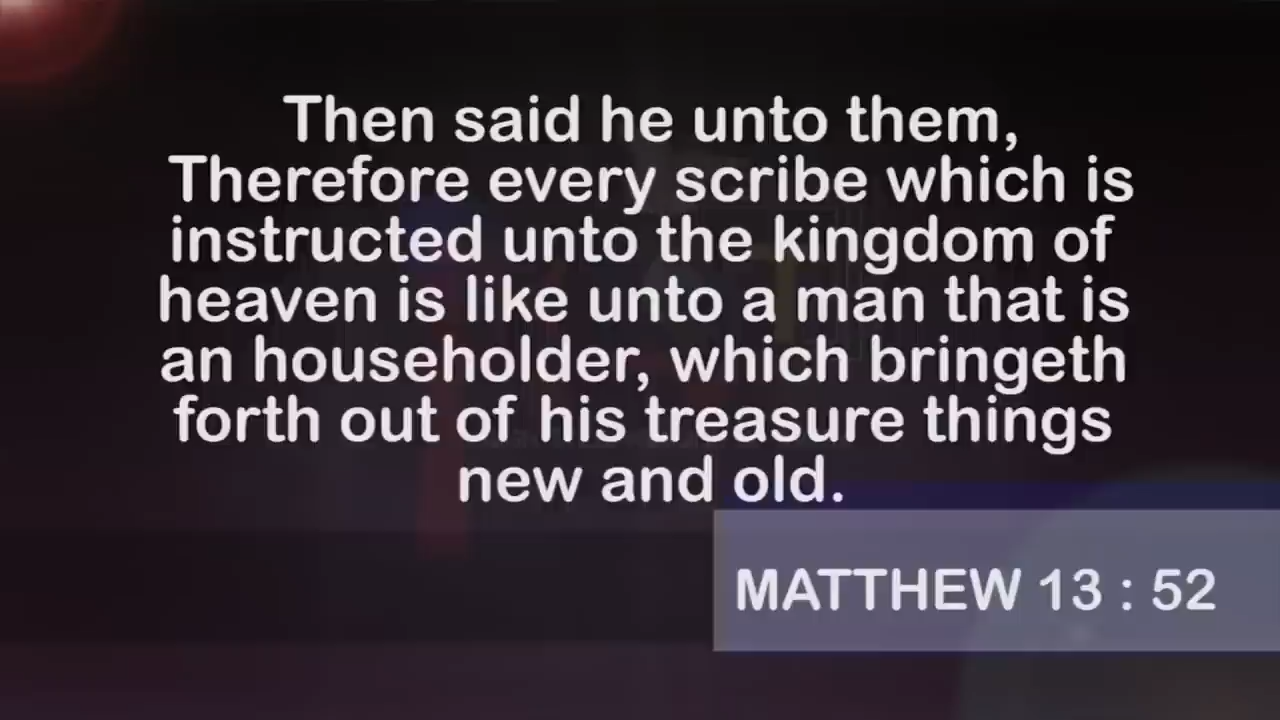 Then said he unto them,
Therefore every scribe which is
instructed unto the kingdom of
heaven is like unto a man that is
an householder, which bringeth
forth out of his treasure things
new and old.
MATTHEW 13 : 52